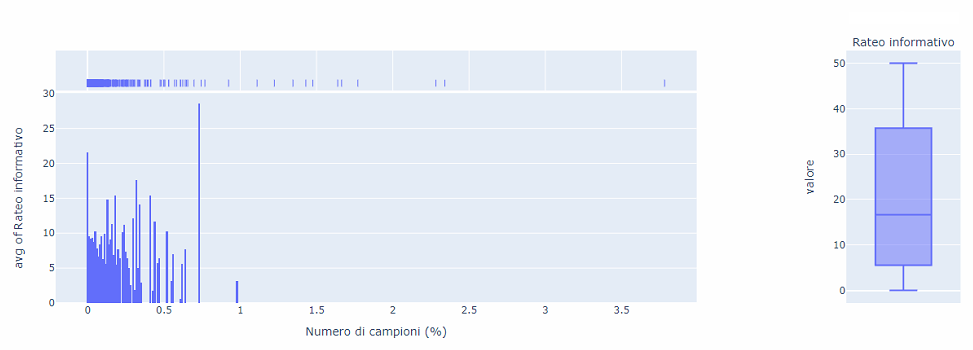 Rateo informativo
avg of Rateo informativo
30
25
20
15
10
5
0
0 0.5 1 1.5 2 2.5 3 3.5
Numero di campioni (%)
valore
50
40
30
20
10
0